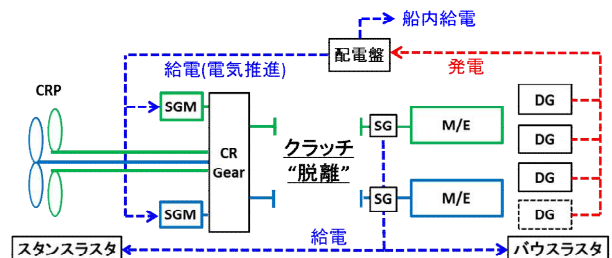 船内給電
配電盤
給電(電気推進)
発電
CRP
SGM
CR
Gear
クラッチ
“脱離”
SG
M/E
DG
DG
DG
SGM
SG
M/E
DG
給電
スタンスラスタ
バウスラスタ